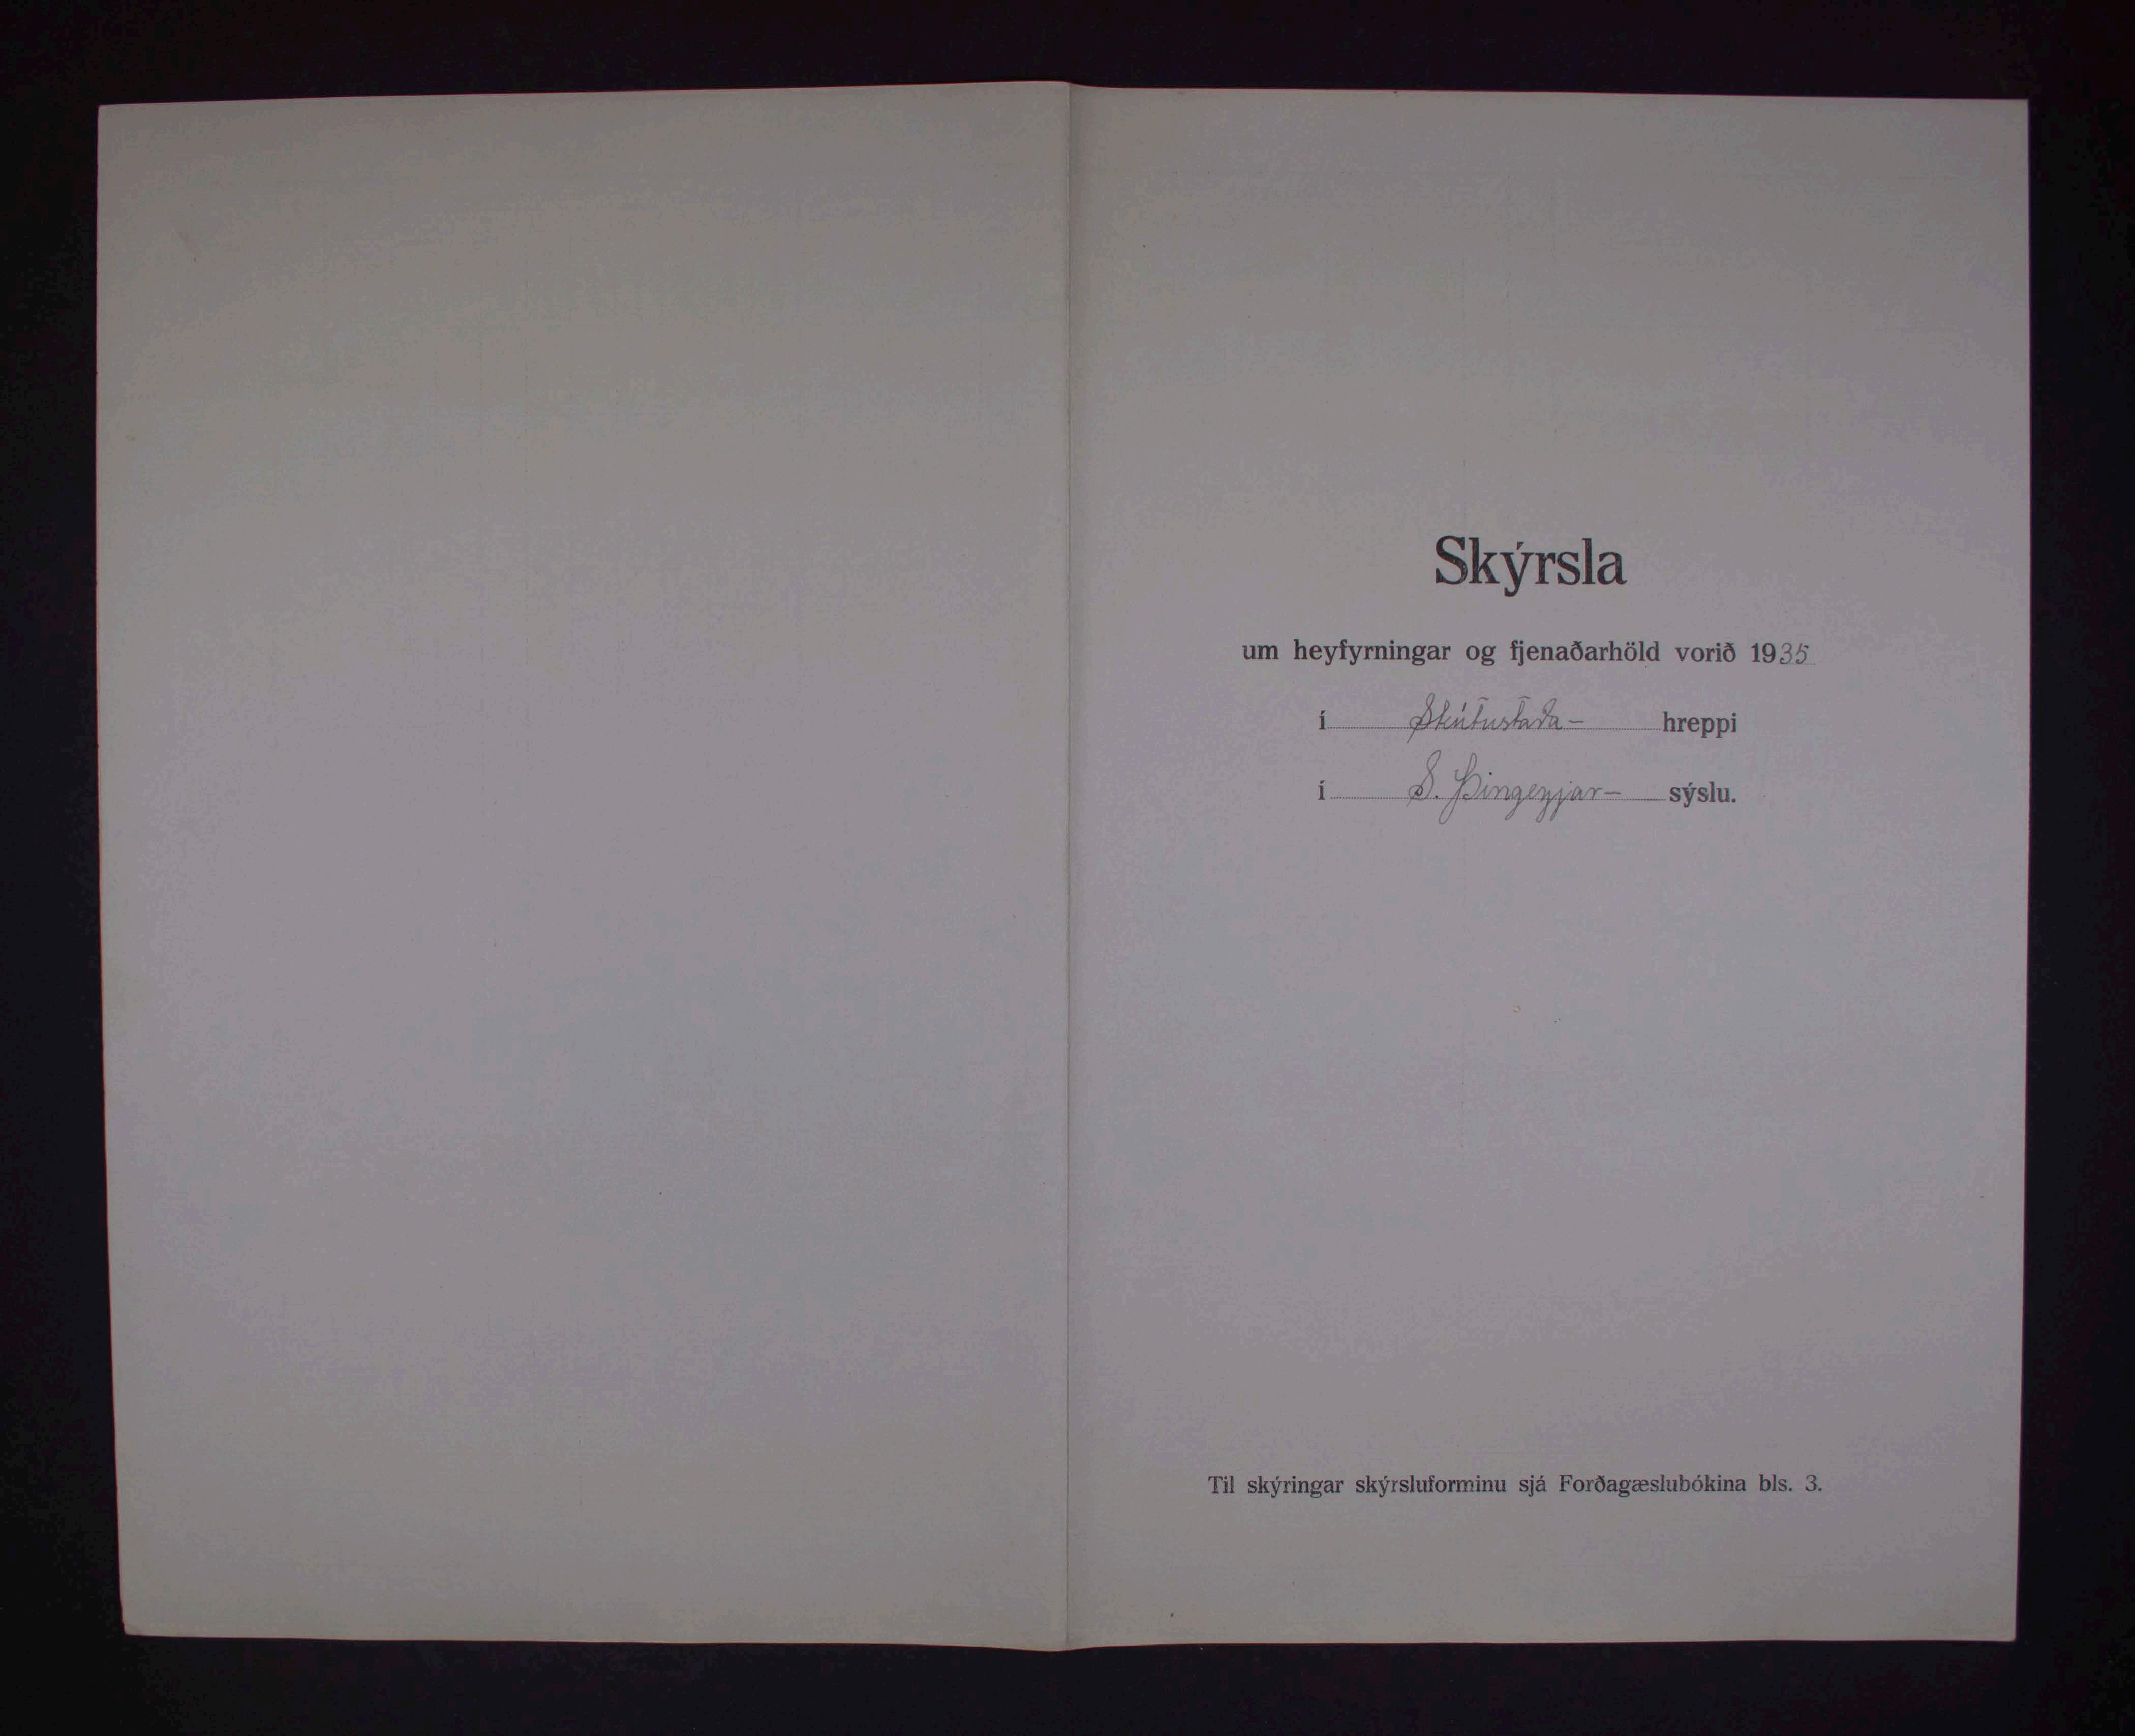 Skýrsla
um heyfyrningar og fjenaðarhöld vorið 1935
í Skútustaða- hreppi
í S. Þingeyjar- sýslu.
Til skýringar skýrsluforminu sjá Forðagæslubókina bls. 3.